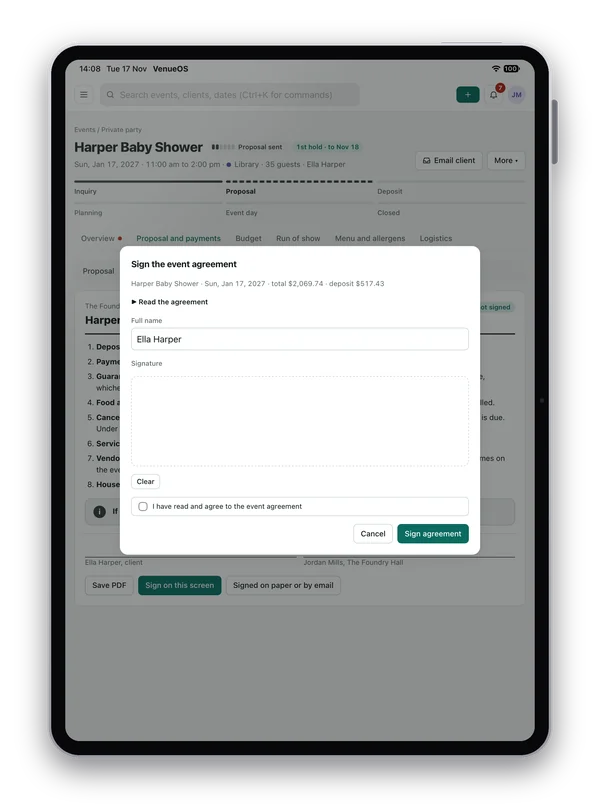 14:08 Tue 17 Nov VenueOS
100
Search events, clients, dates (Ctrl+K for commands)
+
7
JM
Events / Private party
Harper Baby Shower Proposal sent 1st hold · to Nov 18
Sun, Jan 17, 2027 · 11:00 am to 2:00 pm · Library · 35 guests · Ella Harper
Email client
More
Inquiry Proposal Deposit
Planning Event day Closed
Overview Proposal and payments Budget Run of show Menu and allergens Logistics
Proposal
Sign the event agreement
Harper Baby Shower · Sun, Jan 17, 2027 · total $2,069.74 · deposit $517.43
Read the agreement
Full name
Ella Harper
Signature
Clear
I have read and agree to the event agreement
Cancel
Sign agreement
The Found
ot signed
Harper
1. Depos
2. Payme
3. Guarar
whiche
4. Food a
lled.
5. Cance
is due.
Under
6. Servic
7. Vendo
mes on
the eve
8. House
If
Ella Harper, client
Jordan Mills, The Foundry Hall
Save PDF
Sign on this screen
Signed on paper or by email